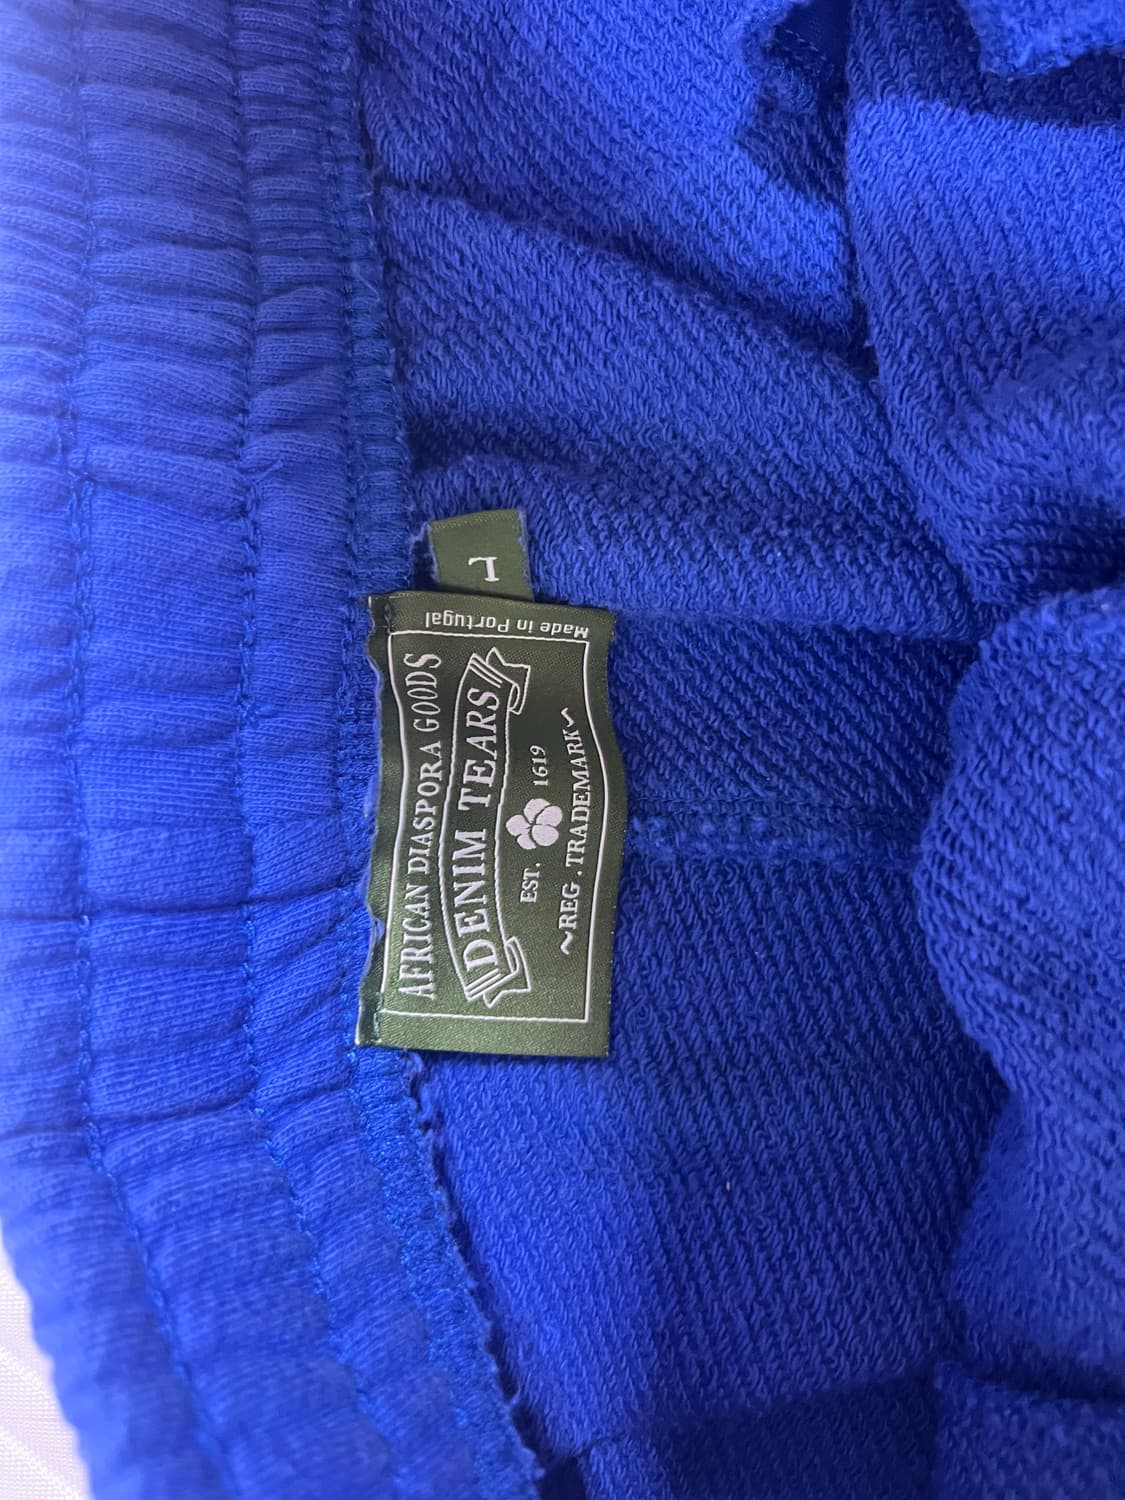 AFRICAN DIASPORA GOODS
DENIM TEARS
EST. 1619
~REG . TRADEMARK~
Made in Portugal
L